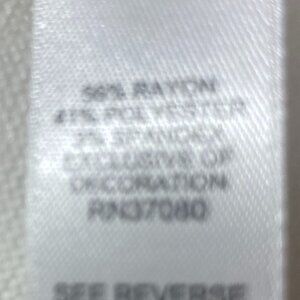 56% RAYON
41% POLYESTER
3% SPANDEX
EXCLUSIVE OF
DECORATION
RN37080
SEE REVERSE